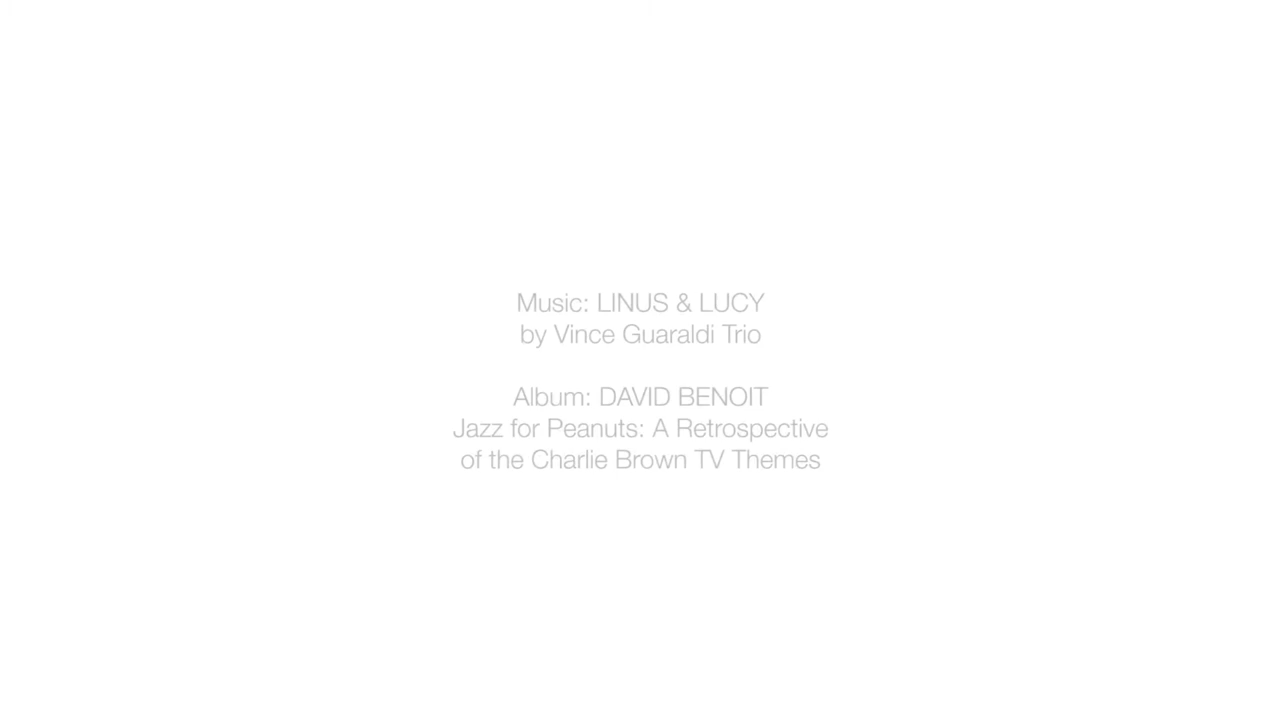 Music: LINUS & LUCY
by Vince Guaraldi Trio
Album: DAVID BENOIT
Jazz for Peanuts: A Retrospective
of the Charlie Brown TV Themes